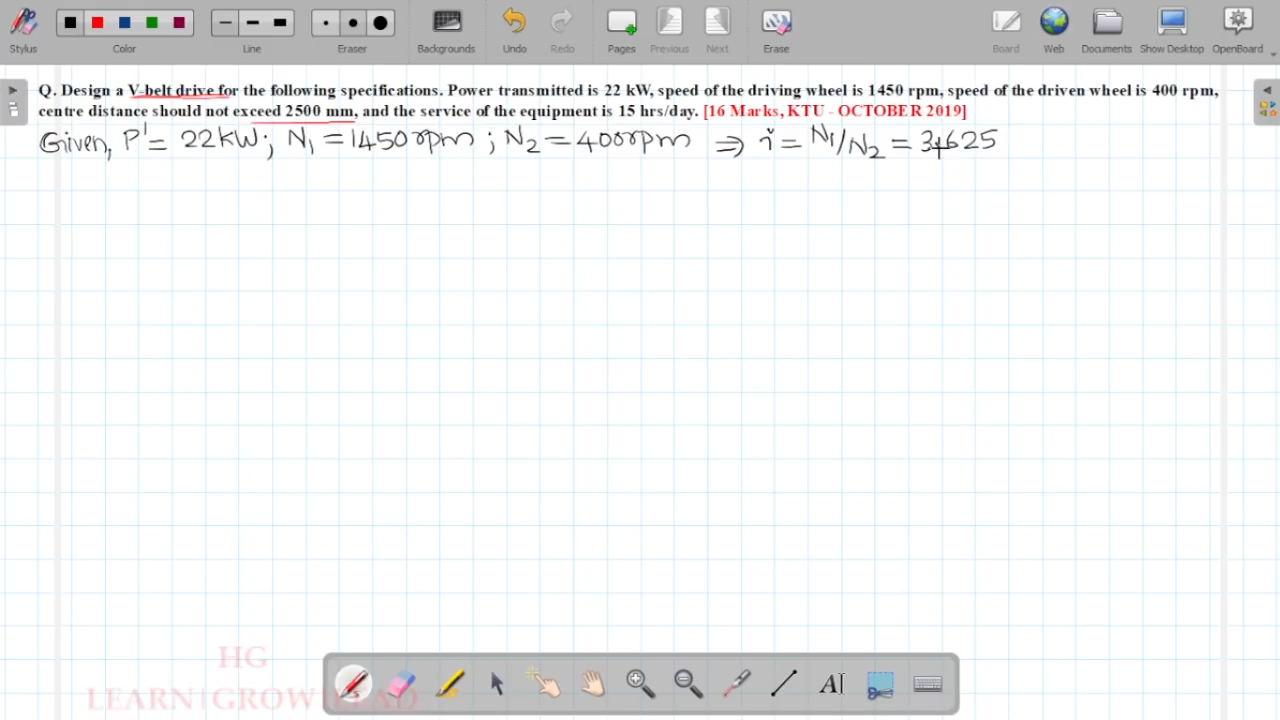 Stylus Color Line Eraser Backgrounds Undo Redo Pages Previous Next Erase Board Web Documents Show Desktop OpenBoard
Q. Design a V-belt drive for the following specifications. Power transmitted is 22 kW, speed of the driving wheel is 1450 rpm, speed of the driven wheel is 400 rpm,
centre distance should not exceed 2500 mm, and the service of the equipment is 15 hrs/day. [16 Marks, KTU - OCTOBER 2019]
Given, P' = 22kW; N1 = 1450rpm ; N2 = 400rpm ⇒ i = N1/N2 = 3.625
HG
LEARN|GROW|LEAD